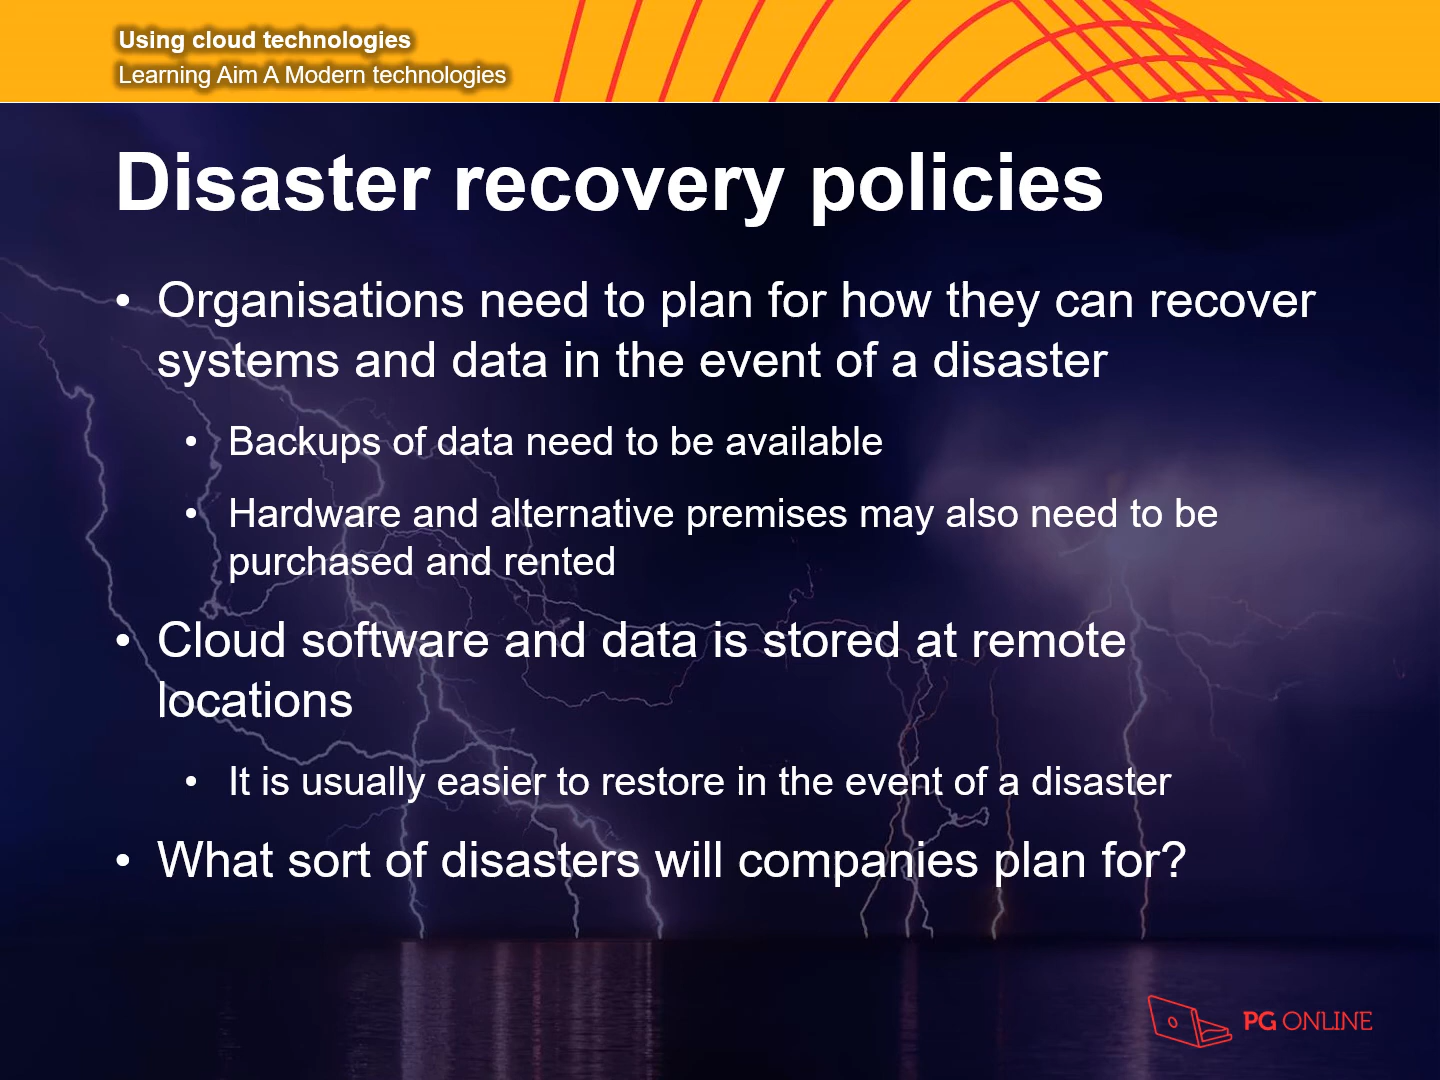 Using cloud technologies
Learning Aim A Modern technologies
Disaster recovery policies
• Organisations need to plan for how they can recover
systems and data in the event of a disaster
• Backups of data need to be available
• Hardware and alternative premises may also need to be
purchased and rented
• Cloud software and data is stored at remote
locations
• It is usually easier to restore in the event of a disaster
• What sort of disasters will companies plan for?
PG ONLINE